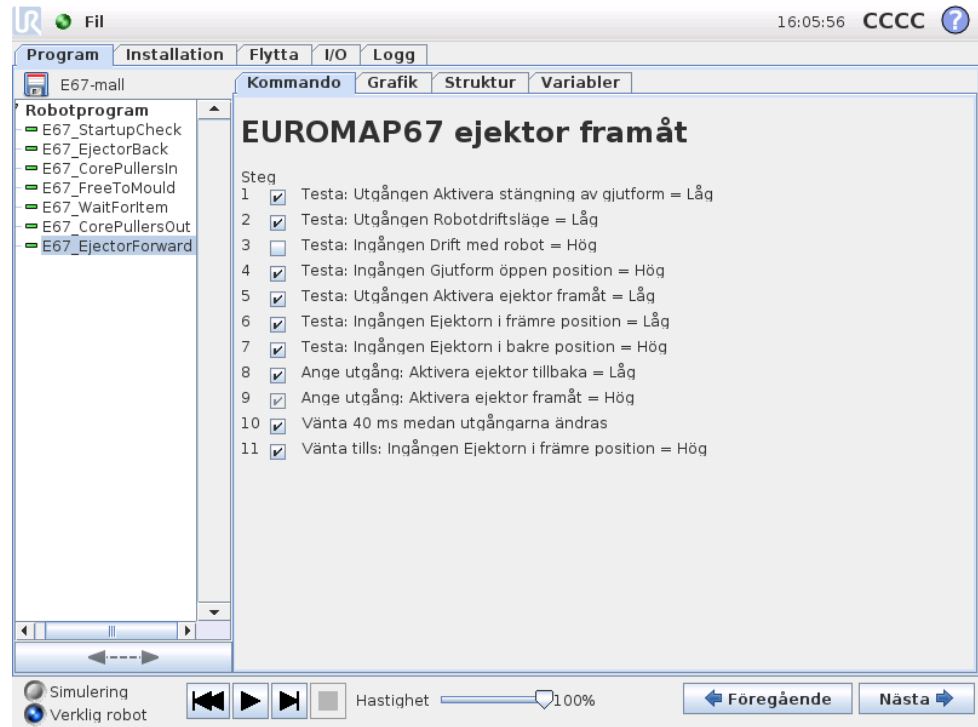 UR Fil 16:05:56 CCCC ?
Program Installation Flytta I/O Logg
E67-mall
Kommando Grafik Struktur Variabler
Robotprogram
E67_StartupCheck
E67_EjectorBack
E67_CorePullersIn
E67_FreeToMould
E67_WaitForItem
E67_CorePullersOut
E67_EjectorForward
EUROMAP67 ejektor framåt
Steg
1 Testa: Utgången Aktivera stängning av gjutform = Låg
2 Testa: Utgången Robotdriftsläge = Låg
3 Testa: Ingången Drift med robot = Hög
4 Testa: Ingången Gjutform öppen position = Hög
5 Testa: Utgången Aktivera ejektor framåt = Låg
6 Testa: Ingången Ejektorn i främre position = Låg
7 Testa: Ingången Ejektorn i bakre position = Hög
8 Ange utgång: Aktivera ejektor tillbaka = Låg
9 Ange utgång: Aktivera ejektor framåt = Hög
10 Vänta 40 ms medan utgångarna ändras
11 Vänta tills: Ingången Ejektorn i främre position = Hög
Simulering
Verklig robot
Hastighet 100%
Föregående Nästa